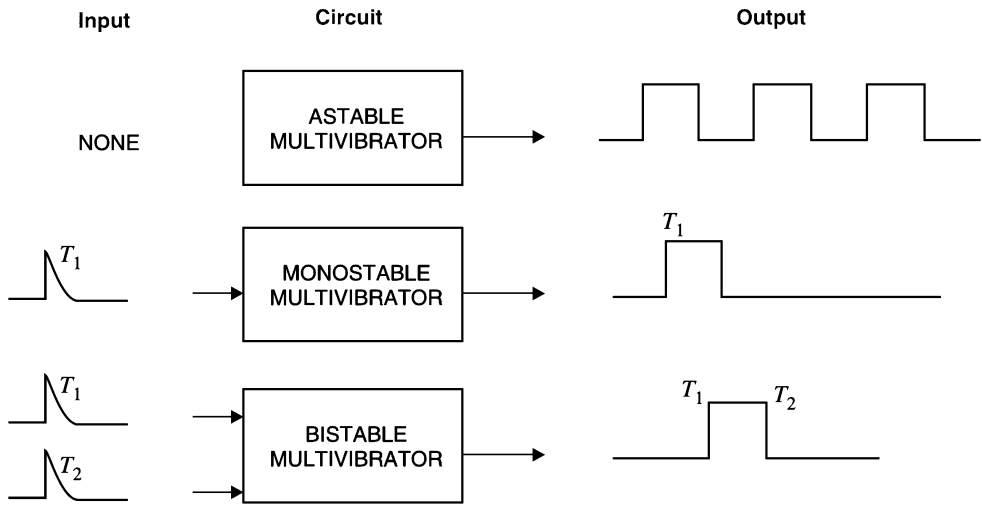 Input Circuit Output
NONE
ASTABLE
MULTIVIBRATOR
T1
MONOSTABLE
MULTIVIBRATOR
T1
T1
T2
BISTABLE
MULTIVIBRATOR
T1 T2